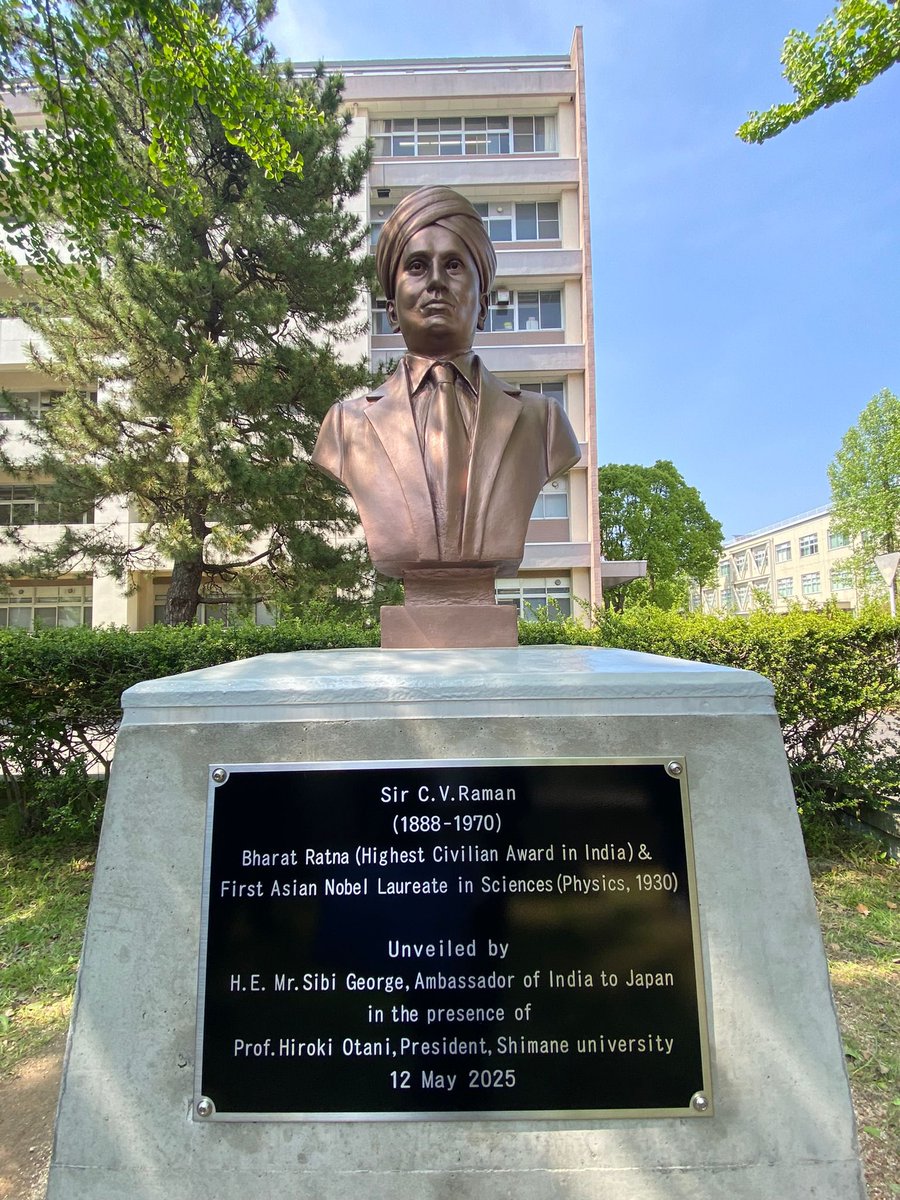 Sir C.V.Raman
(1888-1970)
Bharat Ratna (Highest Civilian Award in India) &
First Asian Nobel Laureate in Sciences (Physics, 1930)
Unveiled by
H.E. Mr.Sibi George, Ambassador of India to Japan
in the presence of
Prof.Hiroki Otani, President, Shimane university
12 May 2025